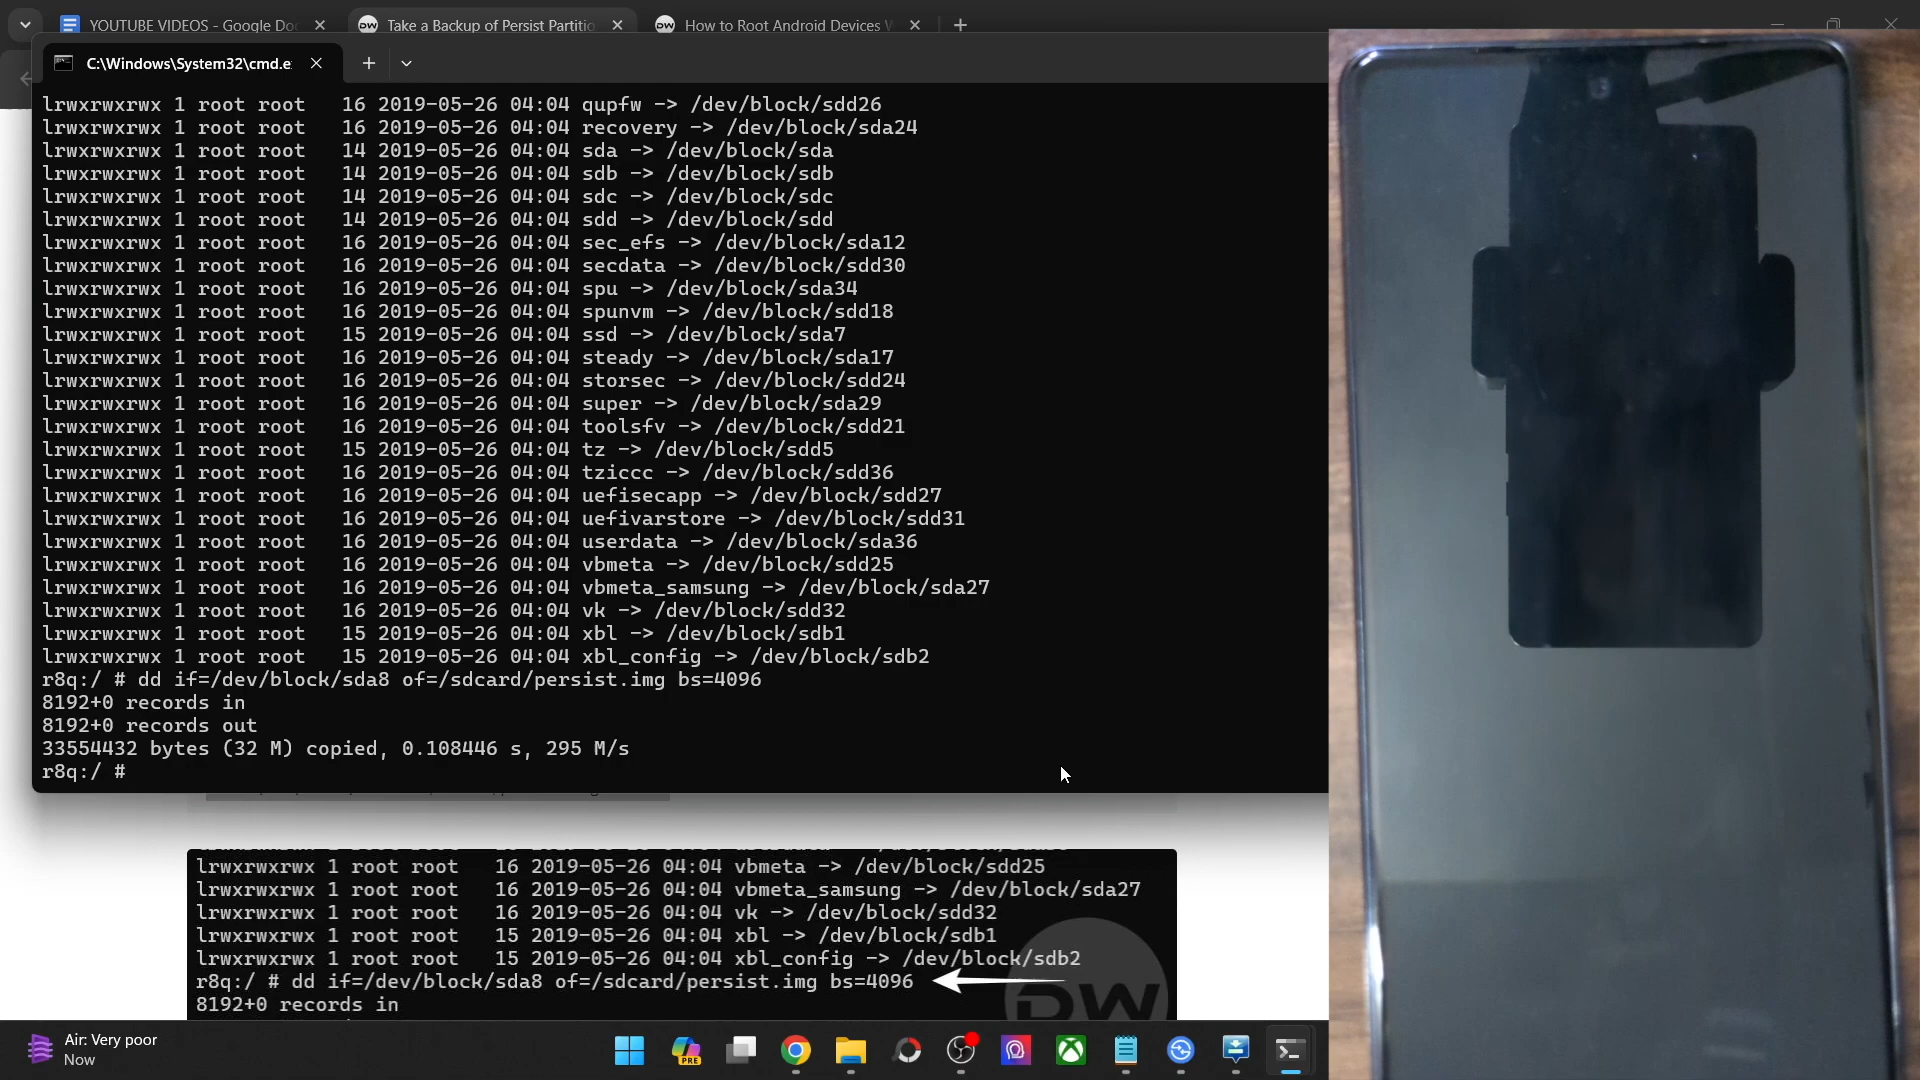 YOUTUBE VIDEOS - Google Do
Take a Backup of Persist Partitio
How to Root Android Devices
C:\Windows\System32\cmd.e
lrwxrwxrwx 1 root root   16 2019-05-26 04:04 qupfw -> /dev/block/sdd26
lrwxrwxrwx 1 root root   16 2019-05-26 04:04 recovery -> /dev/block/sda24
lrwxrwxrwx 1 root root   14 2019-05-26 04:04 sda -> /dev/block/sda
lrwxrwxrwx 1 root root   14 2019-05-26 04:04 sdb -> /dev/block/sdb
lrwxrwxrwx 1 root root   14 2019-05-26 04:04 sdc -> /dev/block/sdc
lrwxrwxrwx 1 root root   14 2019-05-26 04:04 sdd -> /dev/block/sdd
lrwxrwxrwx 1 root root   16 2019-05-26 04:04 sec_efs -> /dev/block/sda12
lrwxrwxrwx 1 root root   16 2019-05-26 04:04 secdata -> /dev/block/sdd30
lrwxrwxrwx 1 root root   16 2019-05-26 04:04 spu -> /dev/block/sda34
lrwxrwxrwx 1 root root   16 2019-05-26 04:04 spunvm -> /dev/block/sdd18
lrwxrwxrwx 1 root root   15 2019-05-26 04:04 ssd -> /dev/block/sda7
lrwxrwxrwx 1 root root   16 2019-05-26 04:04 steady -> /dev/block/sda17
lrwxrwxrwx 1 root root   16 2019-05-26 04:04 storsec -> /dev/block/sdd24
lrwxrwxrwx 1 root root   16 2019-05-26 04:04 super -> /dev/block/sda29
lrwxrwxrwx 1 root root   16 2019-05-26 04:04 toolsfv -> /dev/block/sdd21
lrwxrwxrwx 1 root root   15 2019-05-26 04:04 tz -> /dev/block/sdd5
lrwxrwxrwx 1 root root   16 2019-05-26 04:04 tziccc -> /dev/block/sdd36
lrwxrwxrwx 1 root root   16 2019-05-26 04:04 uefisecapp -> /dev/block/sdd27
lrwxrwxrwx 1 root root   16 2019-05-26 04:04 uefivarstore -> /dev/block/sdd31
lrwxrwxrwx 1 root root   16 2019-05-26 04:04 userdata -> /dev/block/sda36
lrwxrwxrwx 1 root root   16 2019-05-26 04:04 vbmeta -> /dev/block/sdd25
lrwxrwxrwx 1 root root   16 2019-05-26 04:04 vbmeta_samsung -> /dev/block/sda27
lrwxrwxrwx 1 root root   16 2019-05-26 04:04 vk -> /dev/block/sdd32
lrwxrwxrwx 1 root root   15 2019-05-26 04:04 xbl -> /dev/block/sdb1
lrwxrwxrwx 1 root root   15 2019-05-26 04:04 xbl_config -> /dev/block/sdb2
r8q:/ # dd if=/dev/block/sda8 of=/sdcard/persist.img bs=4096
8192+0 records in
8192+0 records out
33554432 bytes (32 M) copied, 0.108446 s, 295 M/s
r8q:/ #
lrwxrwxrwx 1 root root   16 2019-05-26 04:04 vbmeta -> /dev/block/sdd25
lrwxrwxrwx 1 root root   16 2019-05-26 04:04 vbmeta_samsung -> /dev/block/sda27
lrwxrwxrwx 1 root root   16 2019-05-26 04:04 vk -> /dev/block/sdd32
lrwxrwxrwx 1 root root   15 2019-05-26 04:04 xbl -> /dev/block/sdb1
lrwxrwxrwx 1 root root   15 2019-05-26 04:04 xbl_config -> /dev/block/sdb2
r8q:/ # dd if=/dev/block/sda8 of=/sdcard/persist.img bs=4096
8192+0 records in
DW
Air: Very poor
Now
PRE